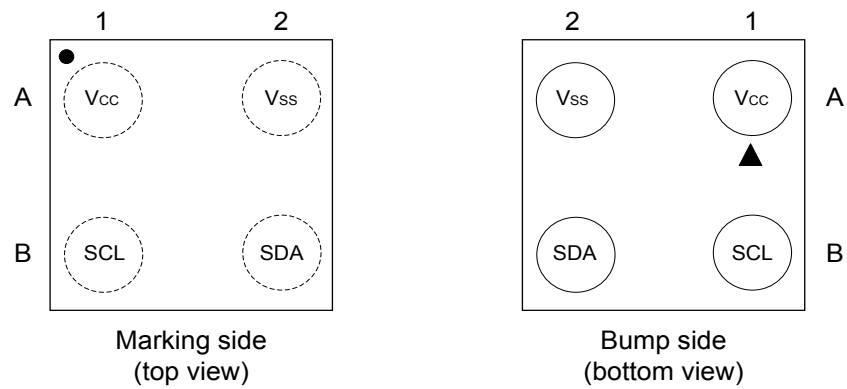 1 2
2 1
A VCC VSS
VSS VCC A
B SCL SDA
SDA SCL B
Marking side
(top view)
Bump side
(bottom view)